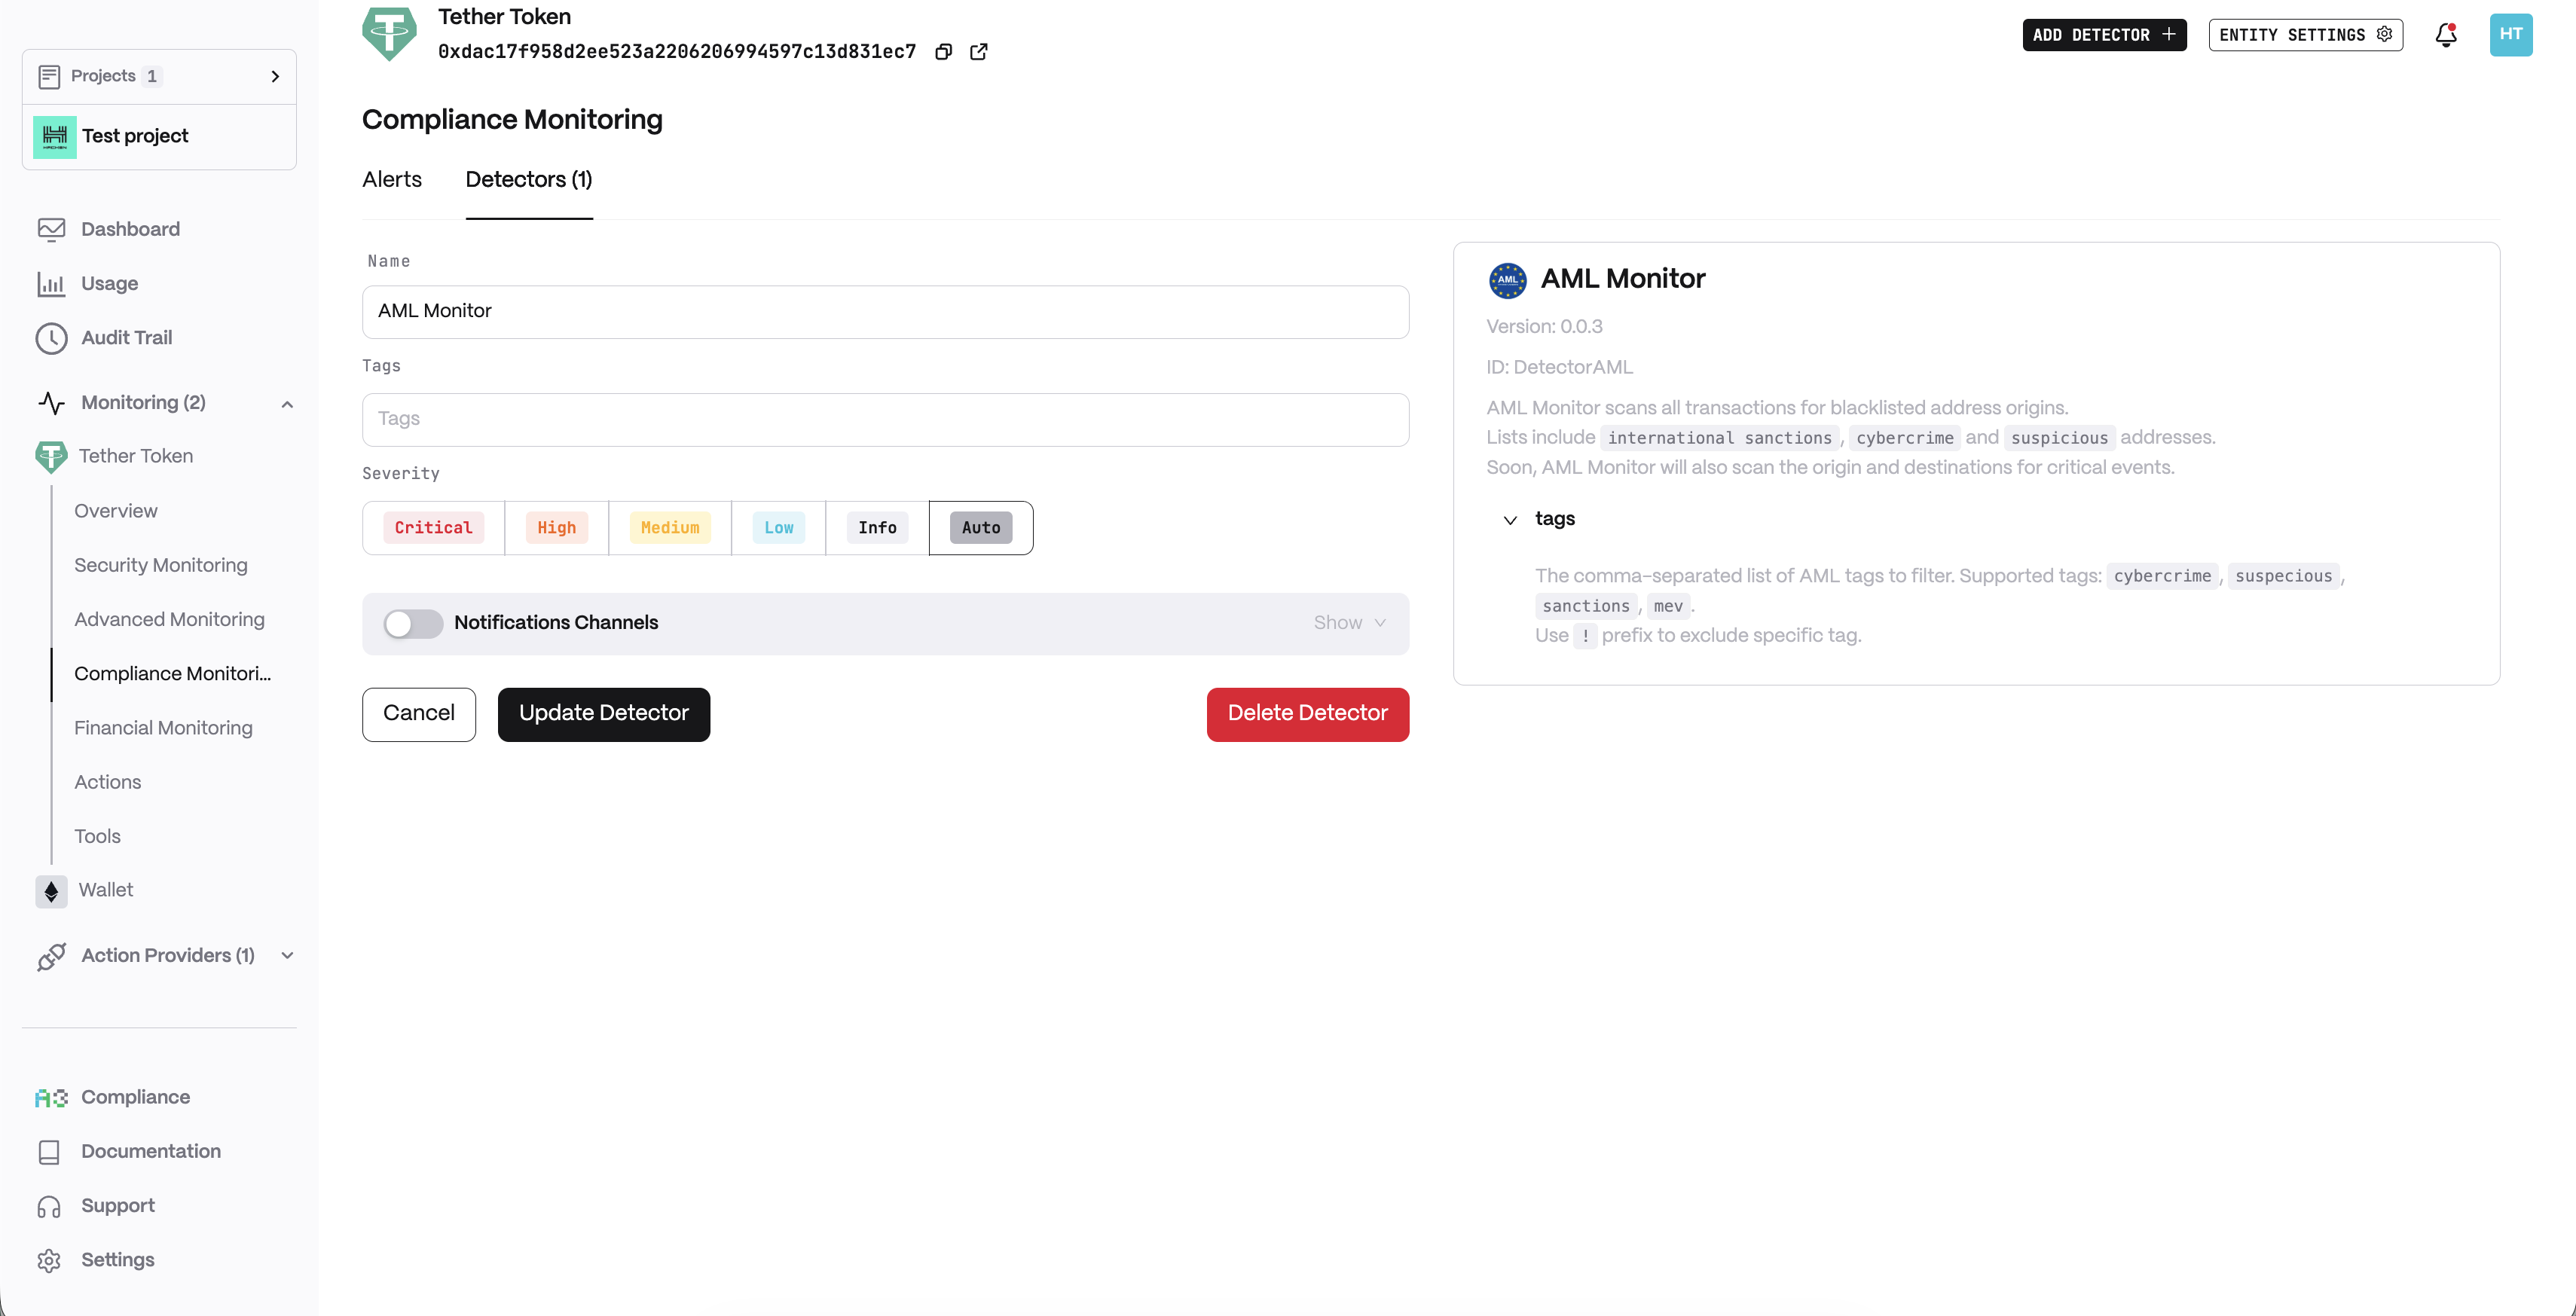 Projects 1
Test project
Dashboard
Usage
Audit Trail
Monitoring (2)
Tether Token
Overview
Security Monitoring
Advanced Monitoring
Compliance Monitori...
Financial Monitoring
Actions
Tools
Wallet
Action Providers (1)
Compliance
Documentation
Support
Settings
Tether Token
0xdac17f958d2ee523a2206206994597c13d831ec7
ADD DETECTOR
ENTITY SETTINGS
HT
Compliance Monitoring
Alerts
Detectors (1)
Name
AML Monitor
Tags
Tags
Severity
Critical High Medium Low Info Auto
Notifications Channels
Show
Cancel
Update Detector
Delete Detector
AML
AML Monitor
Version: 0.0.3
ID: DetectorAML
AML Monitor scans all transactions for blacklisted address origins.
Lists include international sanctions, cybercrime and suspicious addresses.
Soon, AML Monitor will also scan the origin and destinations for critical events.
tags
The comma-separated list of AML tags to filter. Supported tags: cybercrime, suspecious,
sanctions, mev.
Use ! prefix to exclude specific tag.